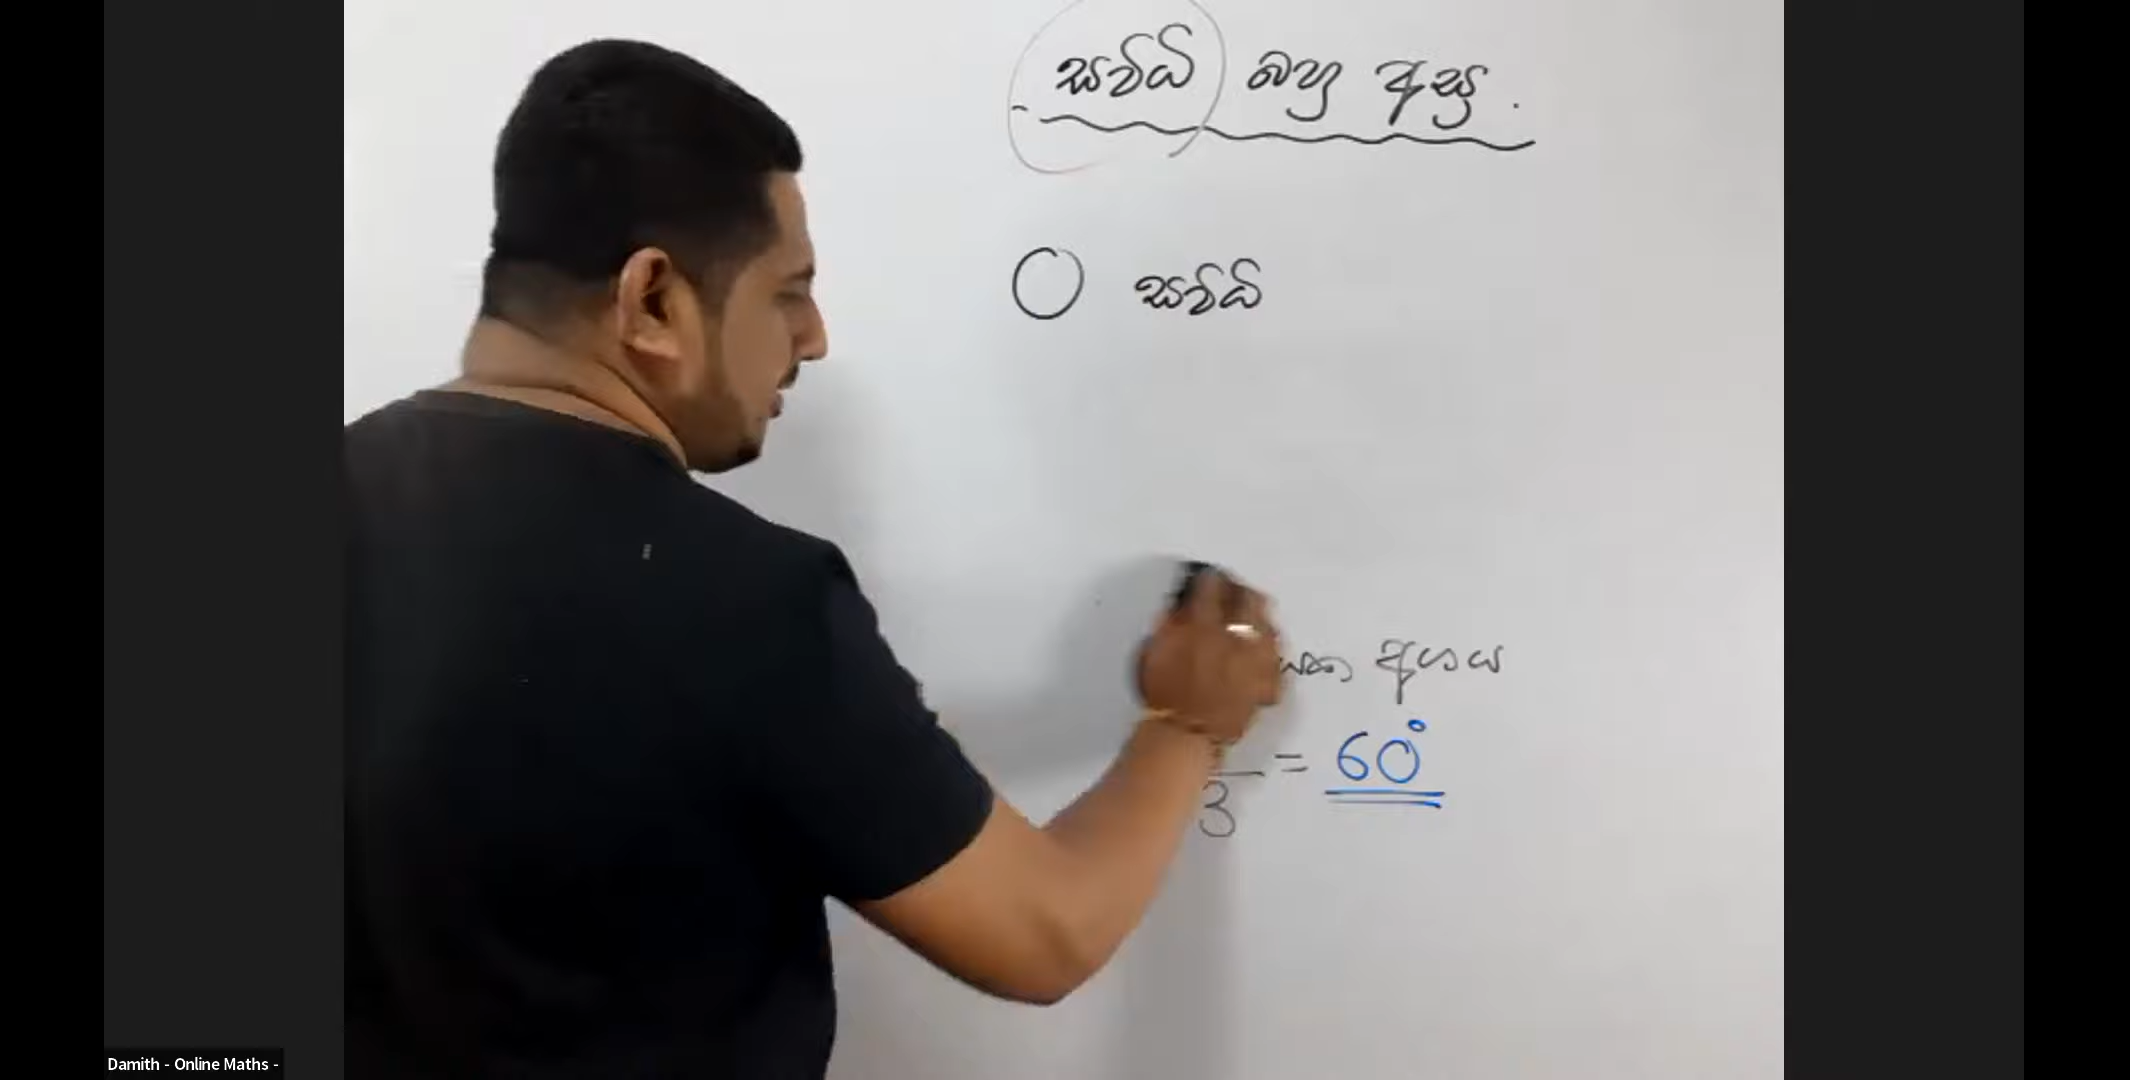 සවිධි බහු අස්‍ර.
සවිධි
අගය
3 = 60°
Damith - Online Maths -